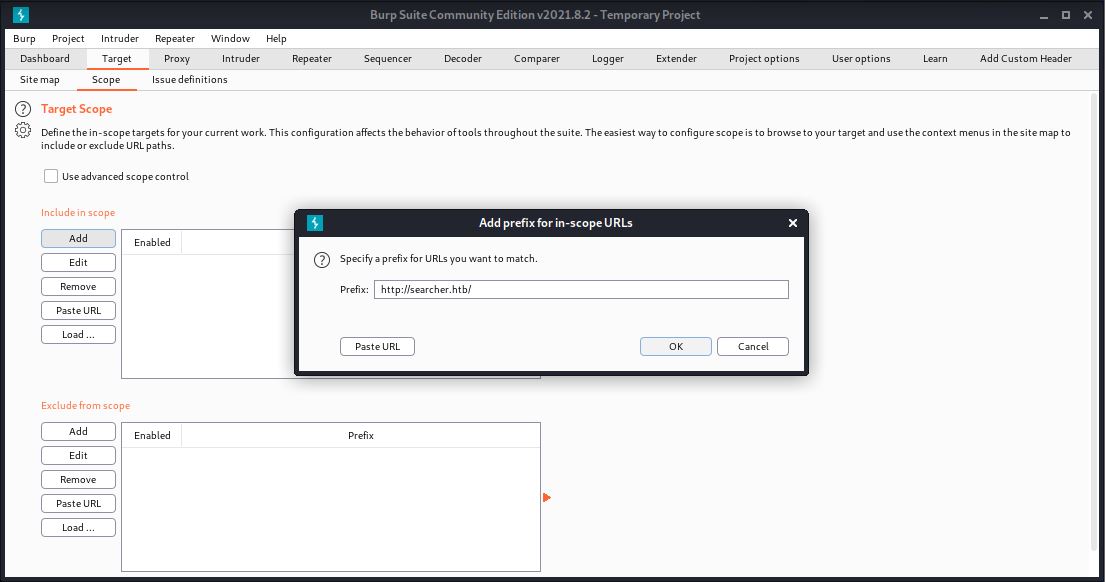 Burp Suite Community Edition v2021.8.2 - Temporary Project
Burp Project Intruder Repeater Window Help
Dashboard Target Proxy Intruder Repeater Sequencer Decoder Comparer Logger Extender Project options User options Learn Add Custom Header
Site map Scope Issue definitions
? Target Scope
Define the in-scope targets for your current work. This configuration affects the behavior of tools throughout the suite. The easiest way to configure scope is to browse to your target and use the context menus in the site map to
include or exclude URL paths.
Use advanced scope control
Include in scope
Add
Edit
Remove
Paste URL
Load ...
Enabled
Add prefix for in-scope URLs
? Specify a prefix for URLs you want to match.
Prefix: http://searcher.htb/
Paste URL OK Cancel
Exclude from scope
Add
Edit
Remove
Paste URL
Load ...
Enabled Prefix